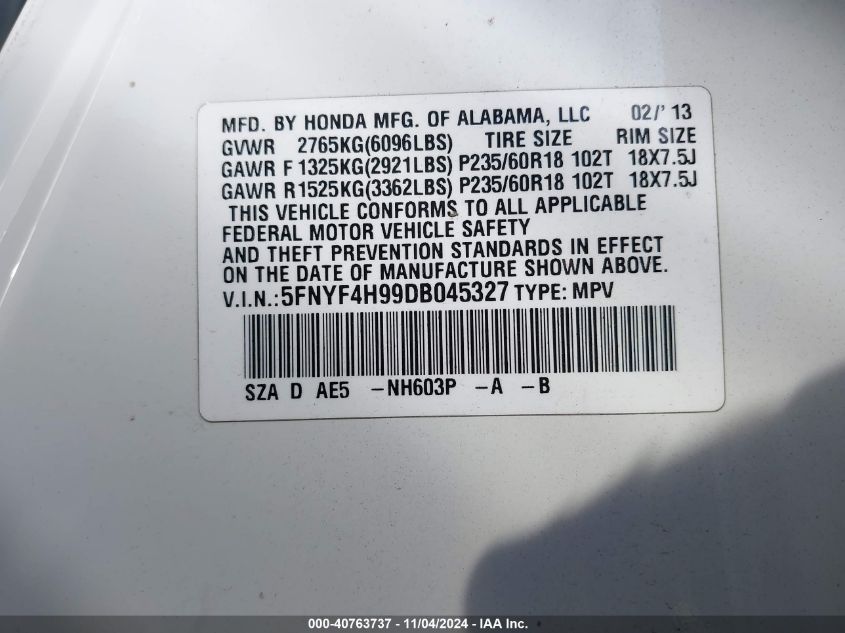 MFD. BY HONDA MFG. OF ALABAMA, LLC 02/' 13
GVWR 2765KG(6096LBS) TIRE SIZE RIM SIZE
GAWR F 1325KG(2921LBS) P235/60R18 102T 18X7.5J
GAWR R 1525KG(3362LBS) P235/60R18 102T 18X7.5J
THIS VEHICLE CONFORMS TO ALL APPLICABLE
FEDERAL MOTOR VEHICLE SAFETY
AND THEFT PREVENTION STANDARDS IN EFFECT
ON THE DATE OF MANUFACTURE SHOWN ABOVE.
V.I.N.:5FNYF4H99DB045327 TYPE: MPV
SZA D AE5 -NH603P -A -B
000-40763737 - 11/04/2024 - IAA Inc.